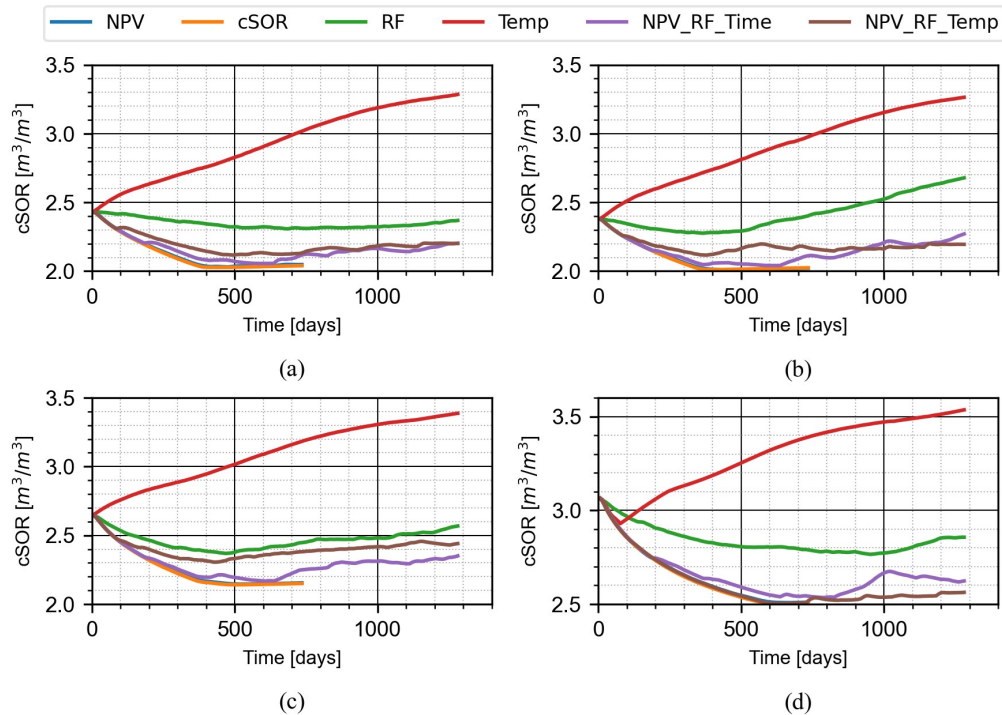 NPV cSOR RF Temp NPV_RF_Time NPV_RF_Temp
3.5
3.0
2.5
2.0
cSOR [m³/m³]
0 500 1000
Time [days]
(a)
3.5
3.0
2.5
2.0
cSOR [m³/m³]
0 500 1000
Time [days]
(b)
3.5
3.0
2.5
2.0
cSOR [m³/m³]
0 500 1000
Time [days]
(c)
3.5
3.0
2.5
cSOR [m³/m³]
0 500 1000
Time [days]
(d)